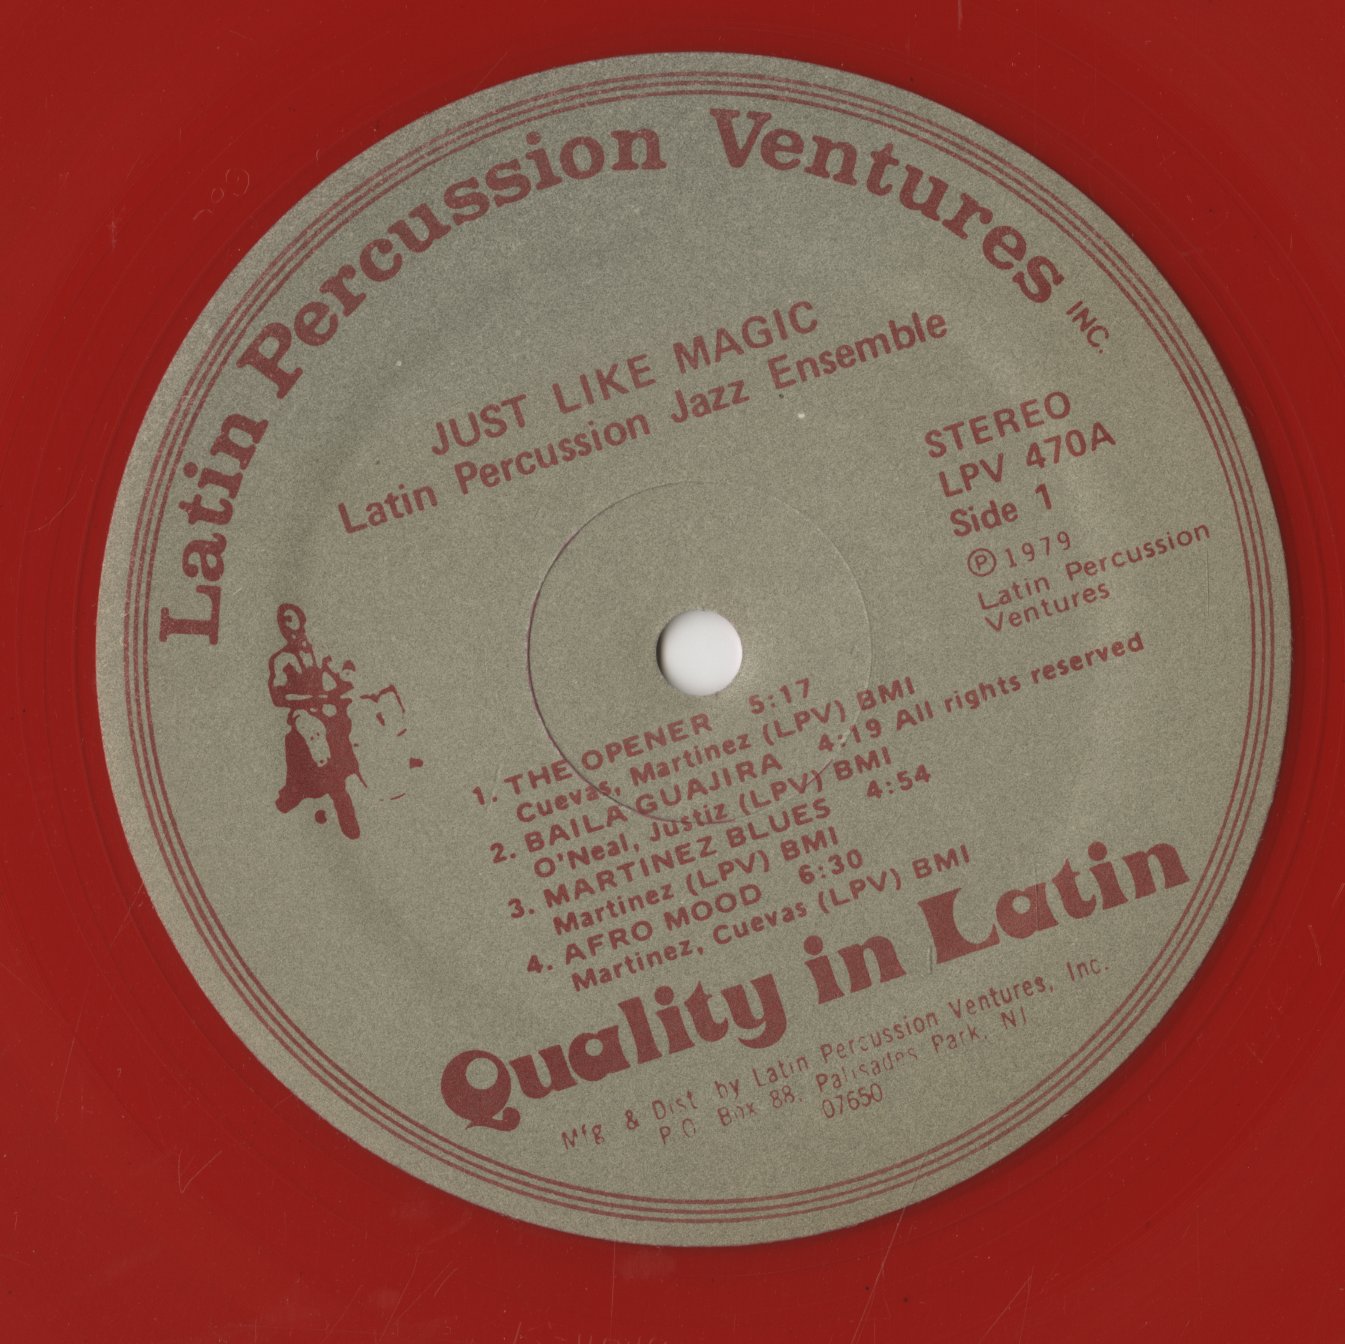 Latin Percussion Ventures INC.
JUST LIKE MAGIC
Latin Percussion Jazz Ensemble
STEREO
LPV 470A
Side 1
Ⓟ 1979
Latin Percussion
Ventures
All rights reserved
1. THE OPENER 5:17
Cuevas, Martinez (LPV) BMI
2. BAILA GUAJIRA 4:19
O'Neal, Justiz (LPV) BMI
3. MARTINEZ BLUES 4:54
Martinez (LPV) BMI
4. AFRO MOOD 6:30
Martinez, Cuevas (LPV) BMI
Quality in Latin
Mfg & Dist by Latin Percussion Ventures, Inc.
P.O. Box 88, Palisades Park, NJ
07650